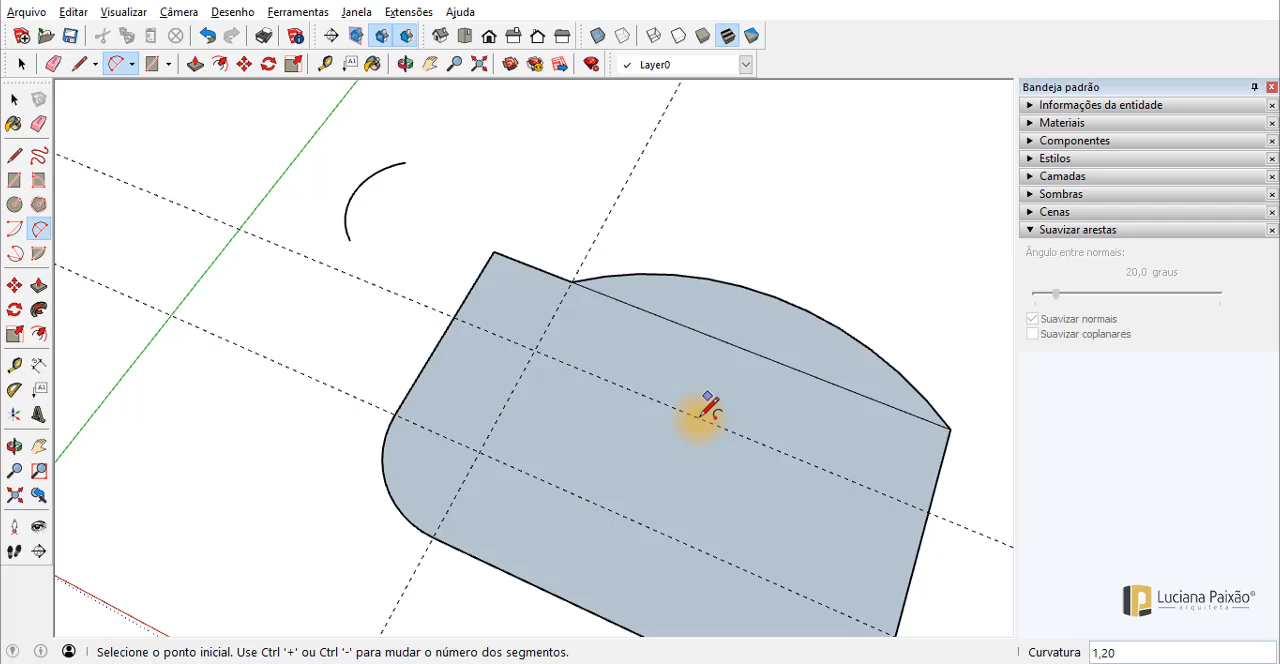 Arquivo Editar Visualizar Câmera Desenho Ferramentas Janela Extensões Ajuda
Layer0
Bandeja padrão
Informações da entidade
Materiais
Componentes
Estilos
Camadas
Sombras
Cenas
Suavizar arestas
Ângulo entre normais:
20,0 graus
Suavizar normais
Suavizar coplanares
Luciana Paixão®
arquiteta
Selecione o ponto inicial. Use Ctrl '+' ou Ctrl '-' para mudar o número dos segmentos.
Curvatura 1,20